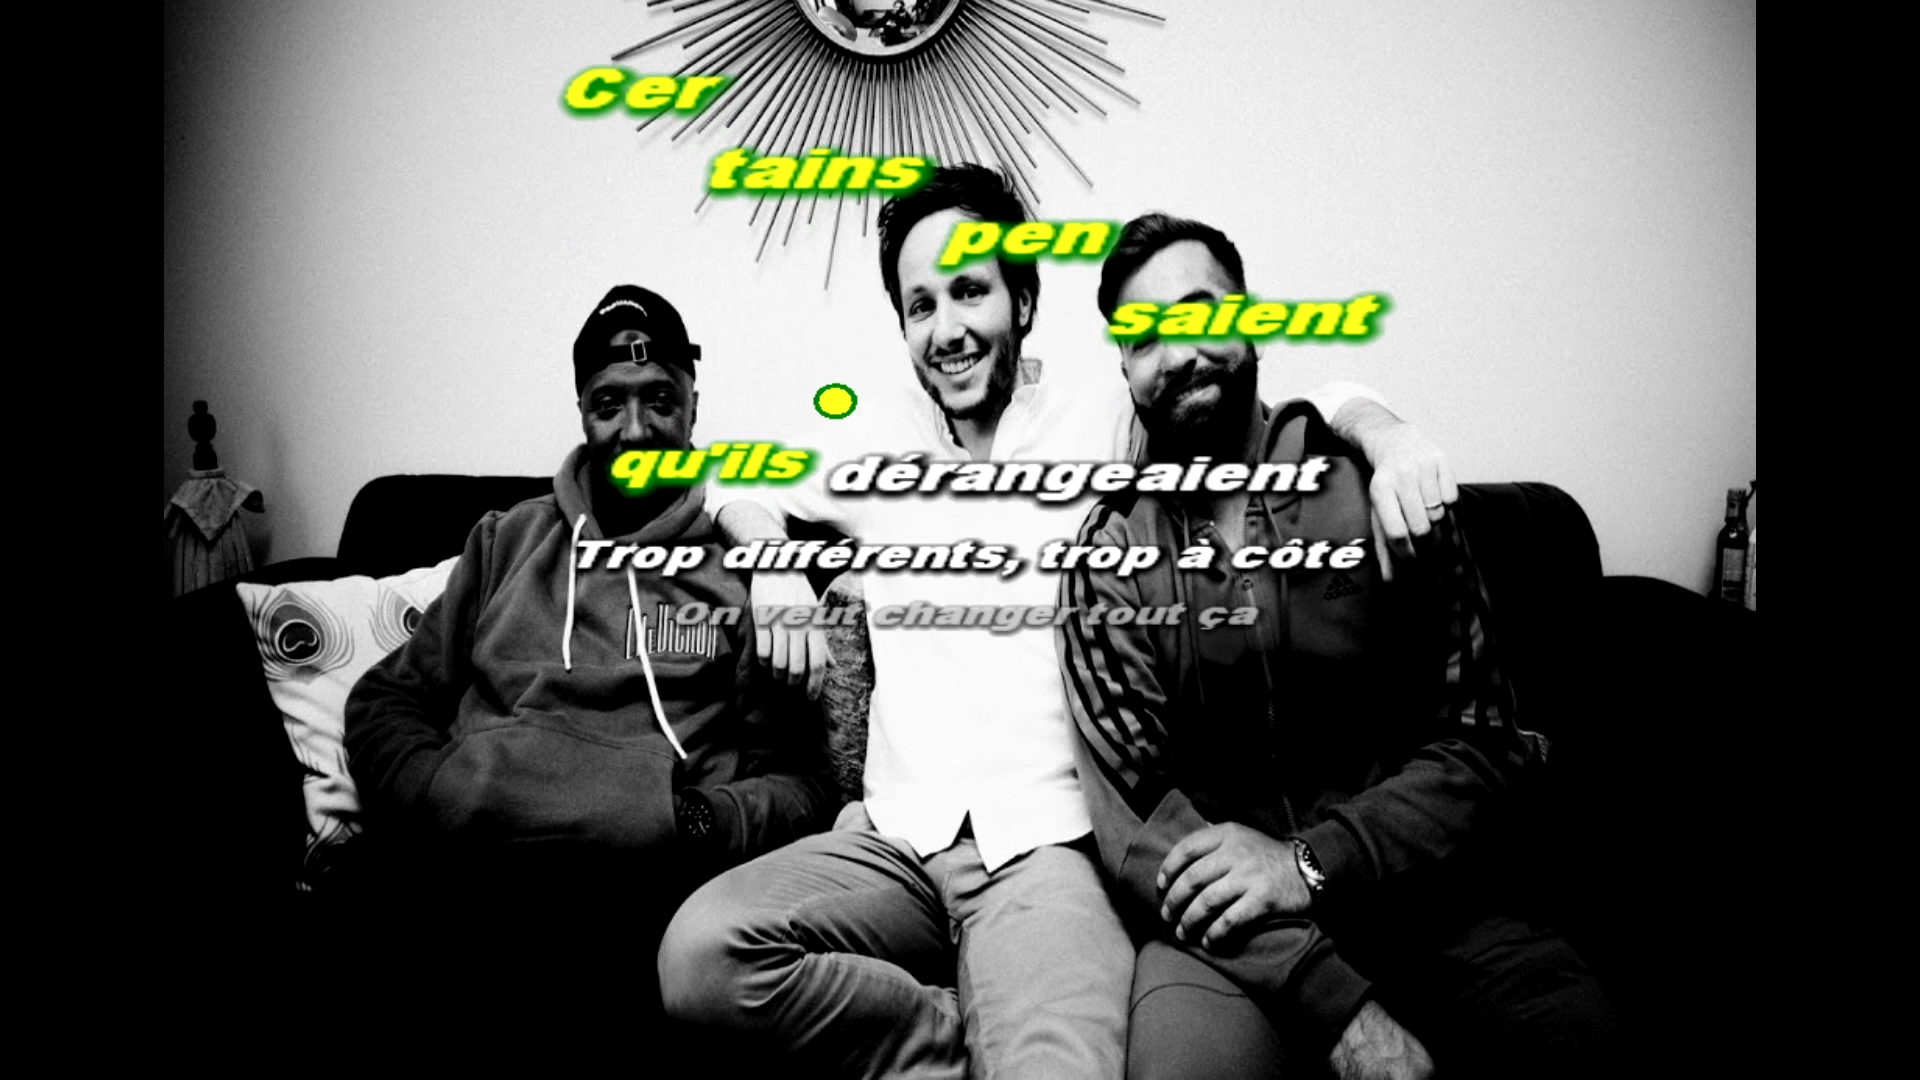 Cer
tains
pen
saient
qu'ils dérangeaient
Trop différents, trop à côté
On veut changer tout ça